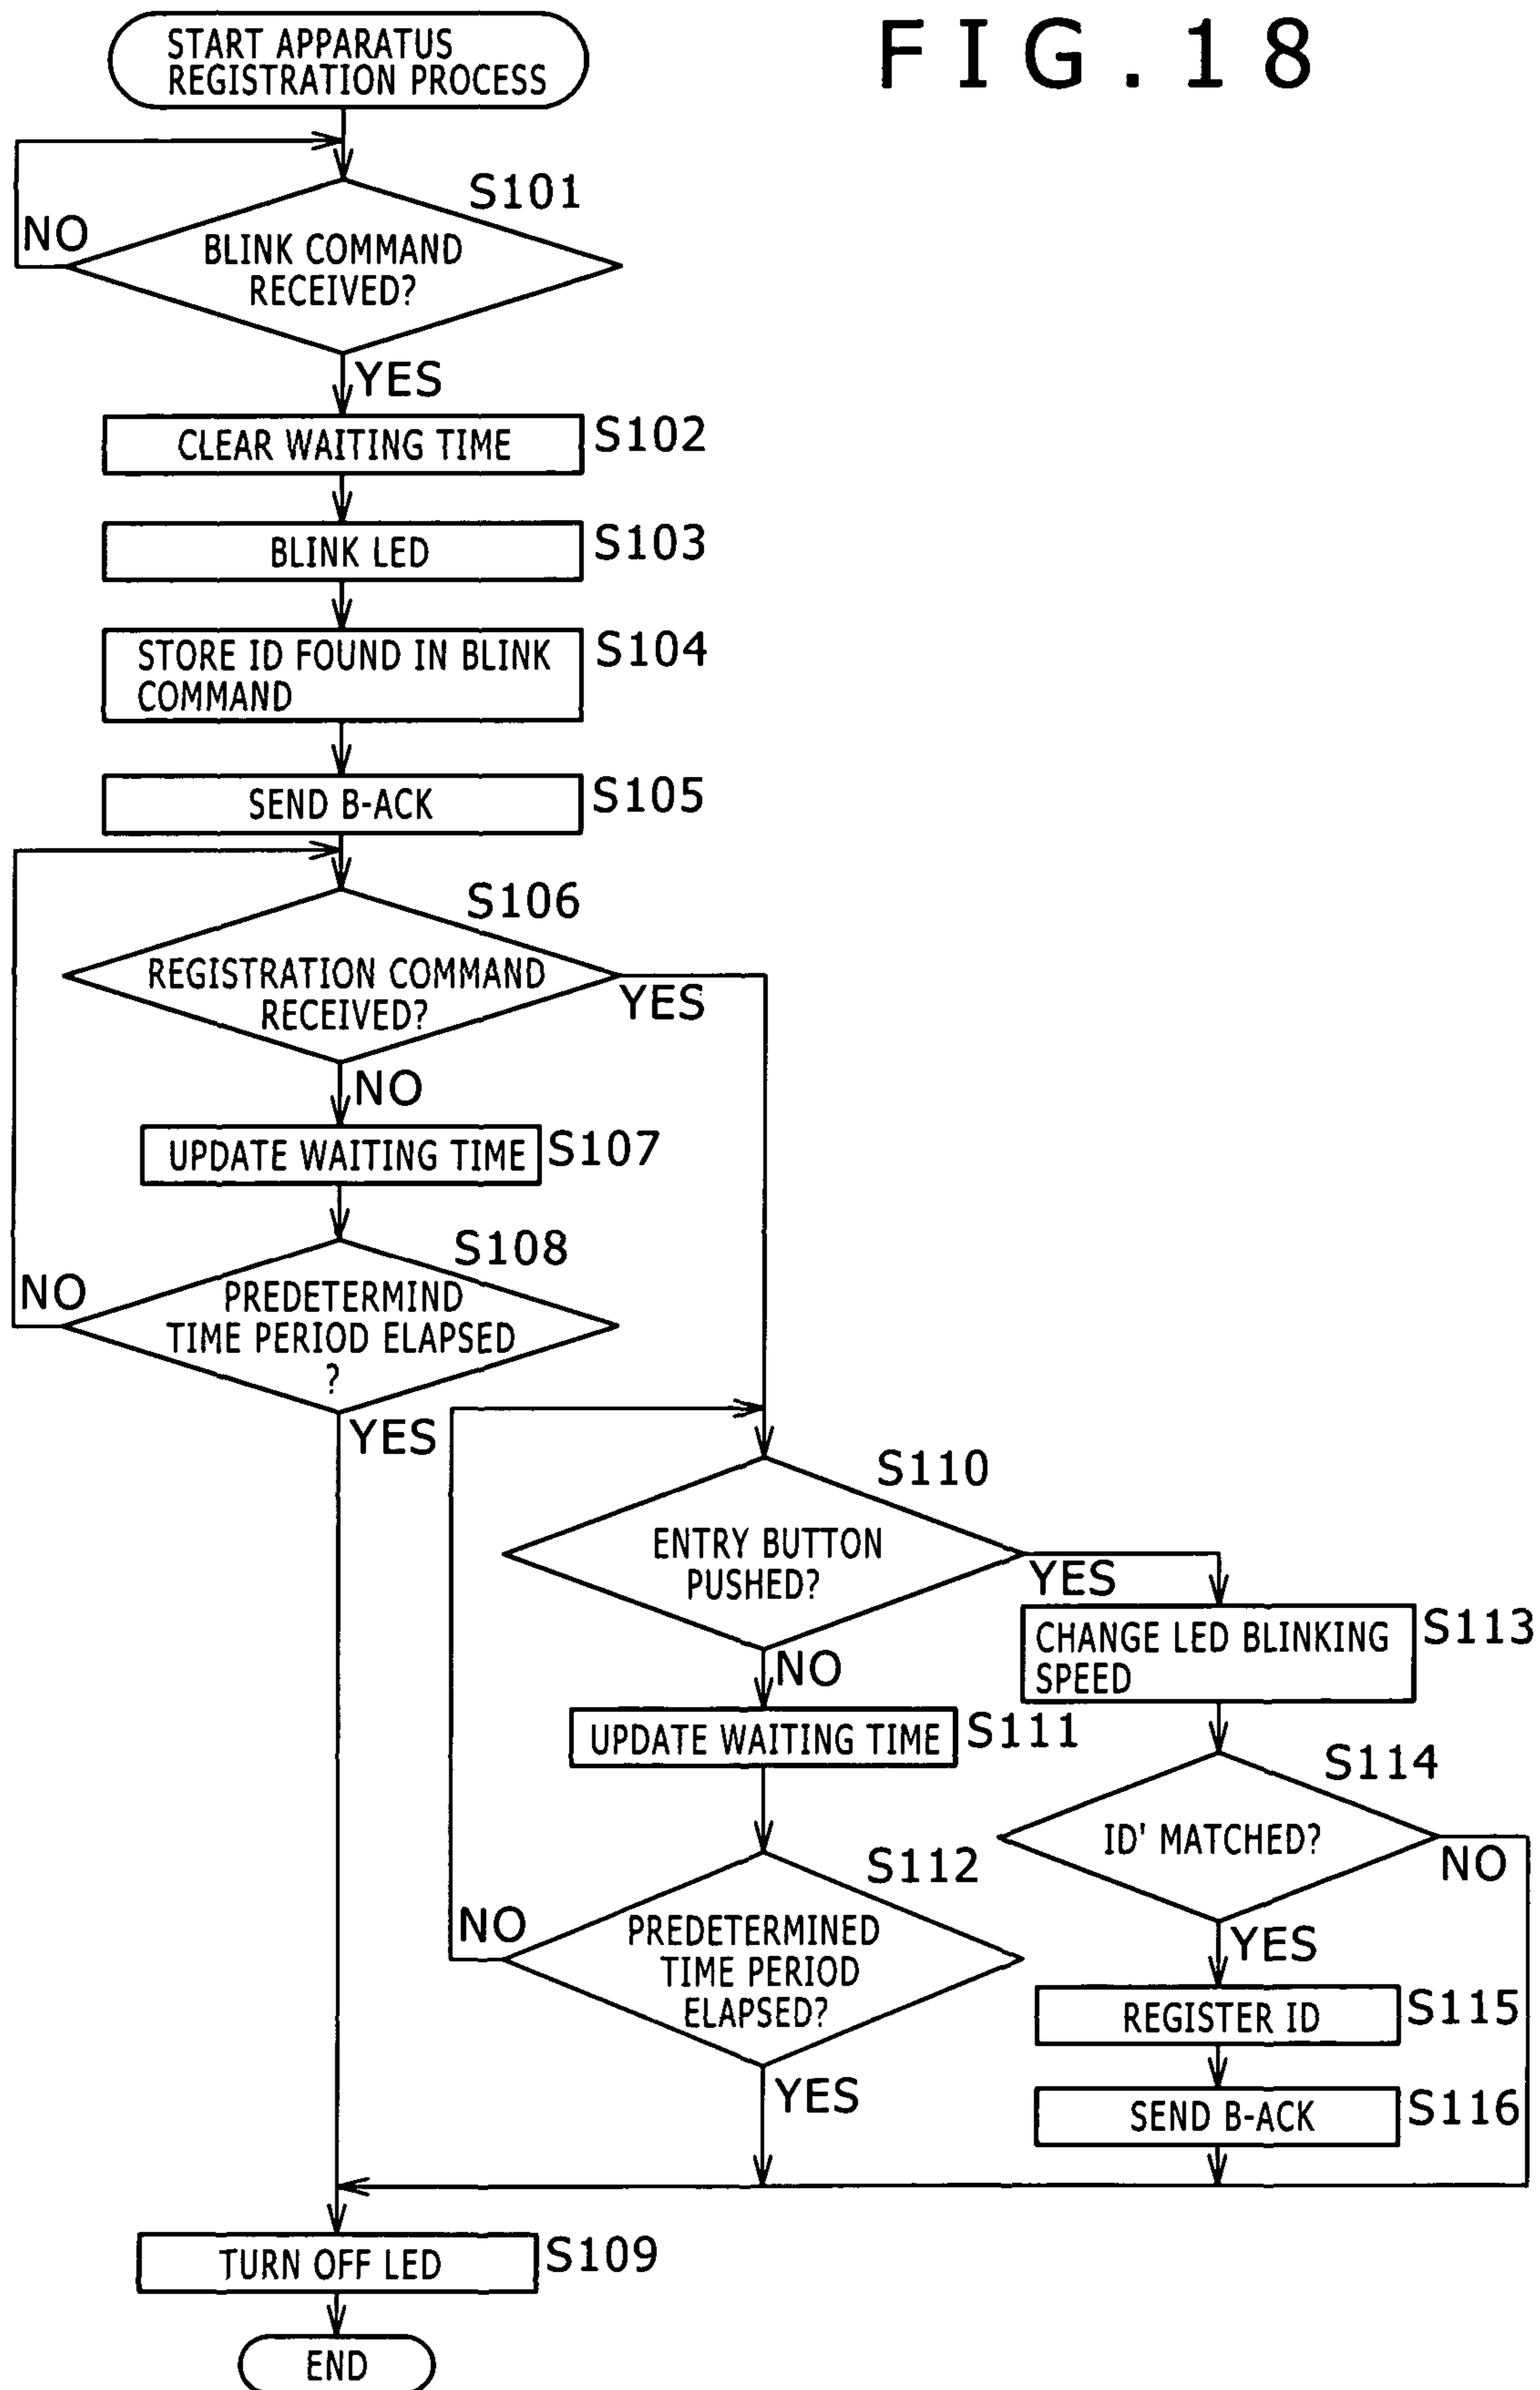 FIG.18
START APPARATUS
REGISTRATION PROCESS
S101
NO
BLINK COMMAND
RECEIVED?
YES
CLEAR WAITING TIME
S102
BLINK LED
S103
STORE ID FOUND IN BLINK
COMMAND
S104
SEND B-ACK
S105
S106
REGISTRATION COMMAND
RECEIVED?
YES
NO
UPDATE WAITING TIME
S107
S108
NO
PREDETERMIND
TIME PERIOD ELAPSED
?
YES
S110
ENTRY BUTTON
PUSHED?
YES
NO
CHANGE LED BLINKING
SPEED
S113
UPDATE WAITING TIME
S111
S114
ID' MATCHED?
NO
YES
S112
NO
PREDETERMINED
TIME PERIOD
ELAPSED?
YES
REGISTER ID
S115
SEND B-ACK
S116
TURN OFF LED
S109
END